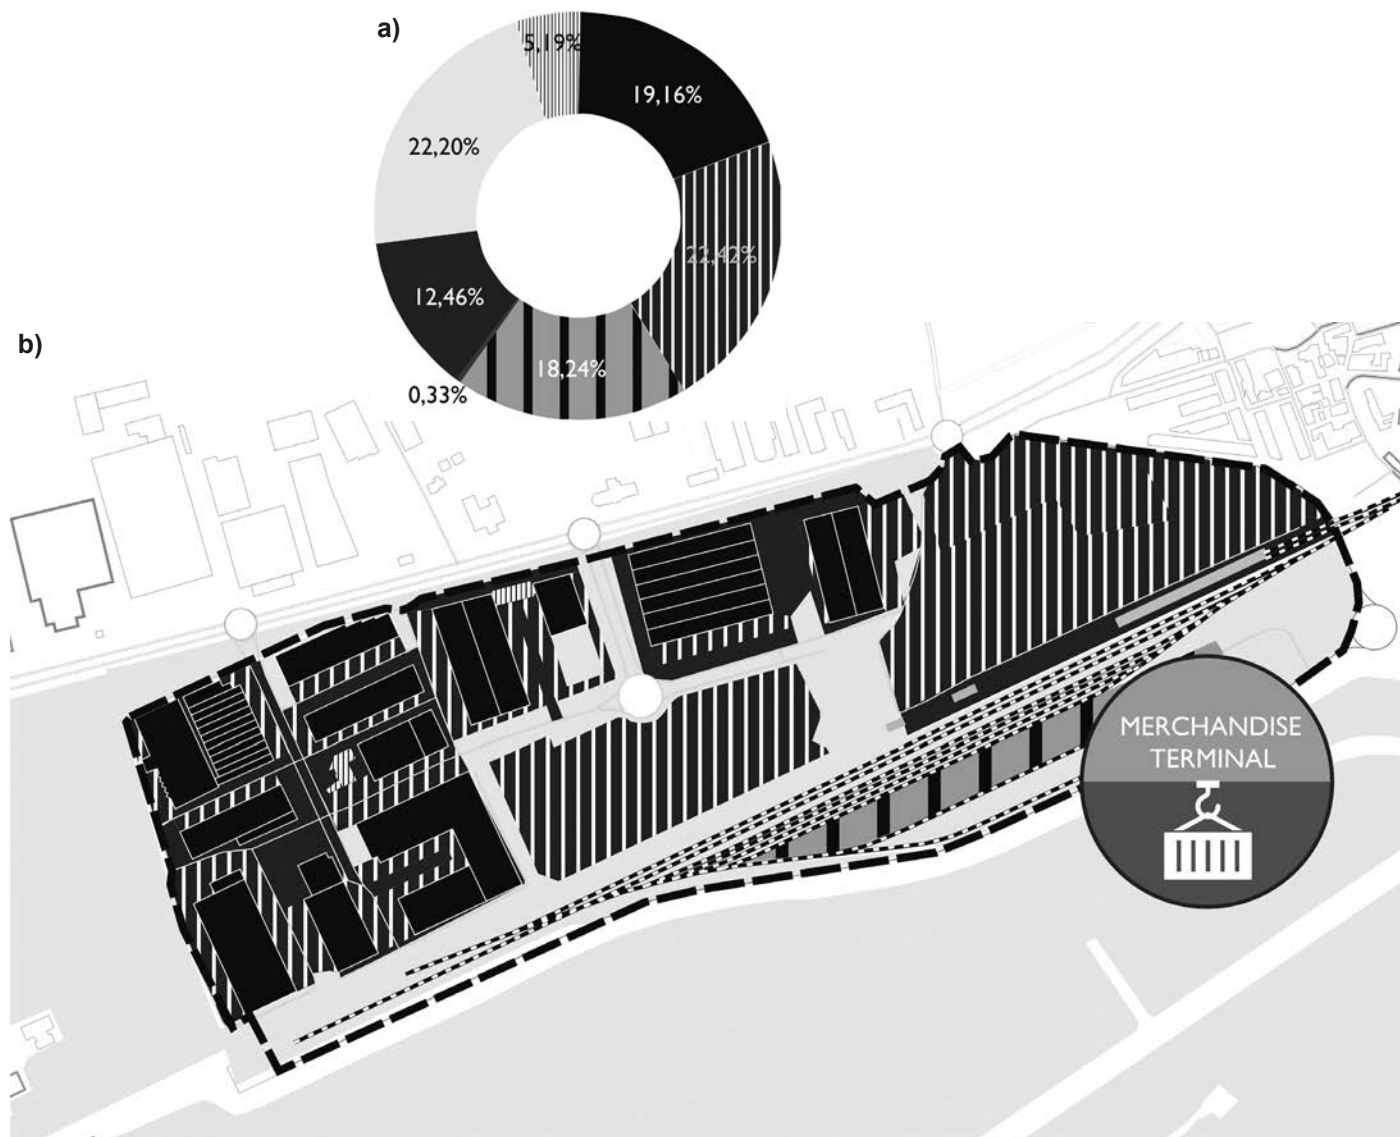 a)
5,19%
19,16%
22,20%
22,42%
12,46%
18,24%
0,33%
b)
MERCHANDISE
TERMINAL